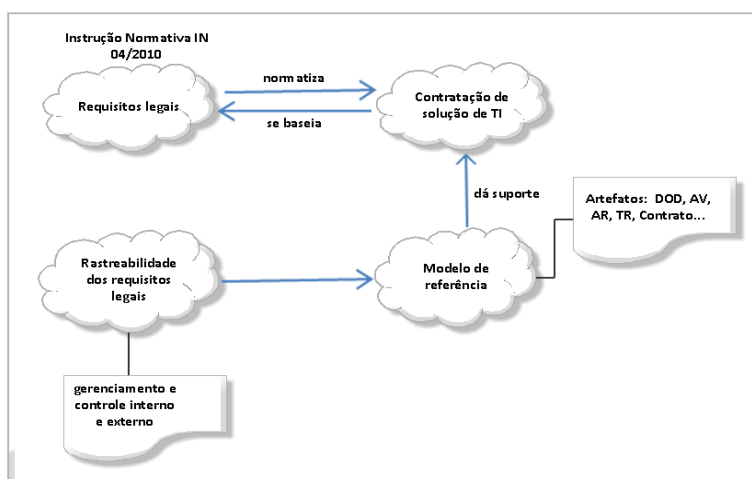 Instrução Normativa IN
04/2010
Requisitos legais
normatiza
se baseia
Contratação de
solução de TI
dá suporte
Artefatos: DOD, AV,
AR, TR, Contrato...
Rastreabilidade
dos requisitos
legais
Modelo de
referência
gerenciamento e
controle interno
e externo